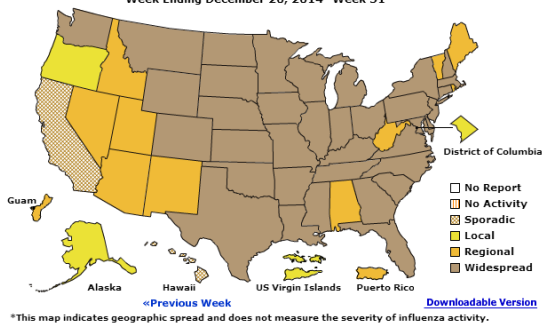 Week Ending December 20, 2014- Week 51
District of Columbia
No Report
No Activity
Sporadic
Local
Regional
Widespread
Guam
Alaska
Hawaii
US Virgin Islands
Puerto Rico
«Previous Week
Downloadable Version
*This map indicates geographic spread and does not measure the severity of influenza activity.